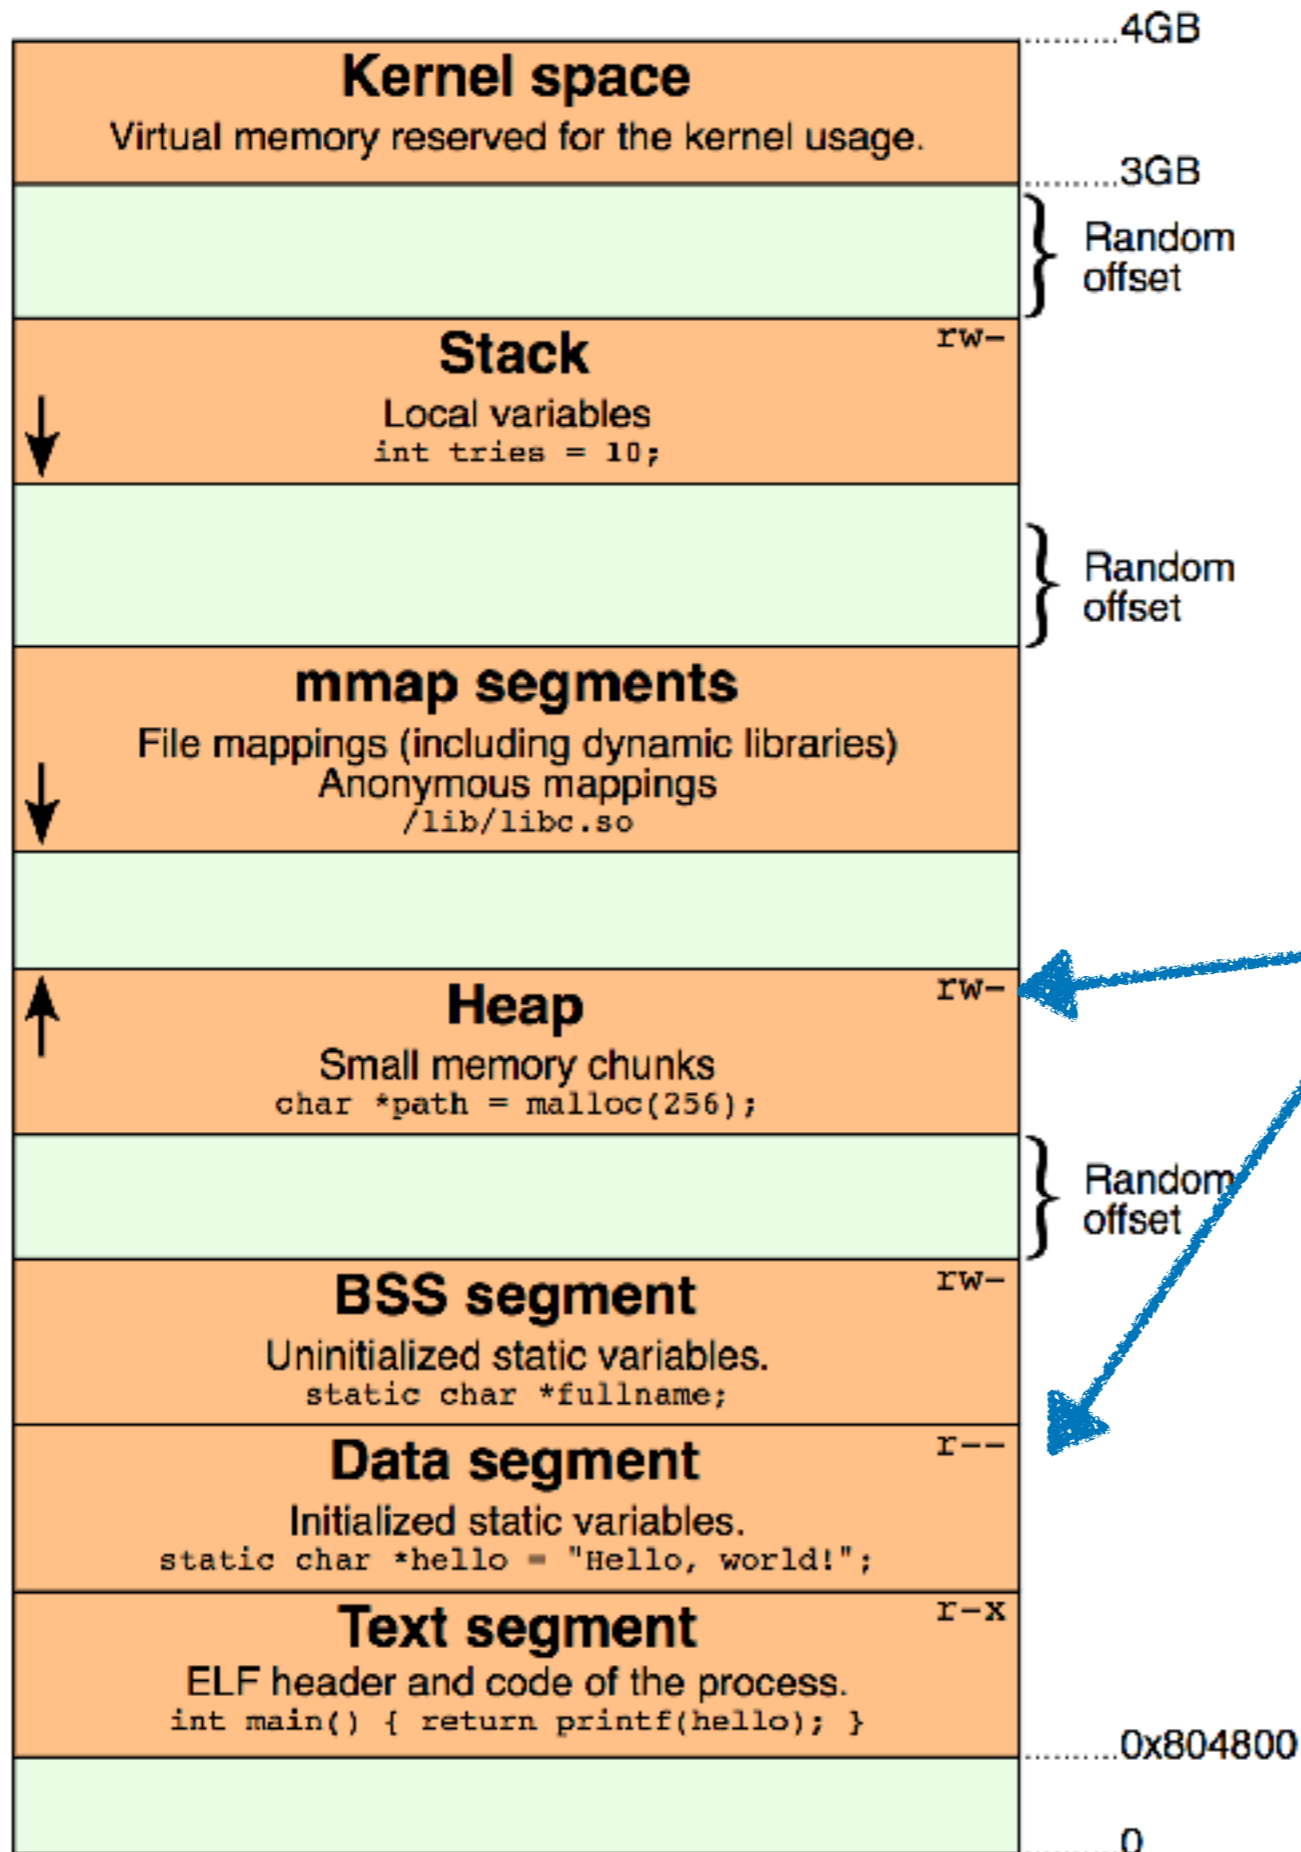 4GB
Kernel space
Virtual memory reserved for the kernel usage.
3GB
Random
offset
rw-
Stack
Local variables
int tries = 10;
Random
offset
mmap segments
File mappings (including dynamic libraries)
Anonymous mappings
/lib/libc.so
rw-
Heap
Small memory chunks
char *path = malloc(256);
Random
offset
rw-
BSS segment
Uninitialized static variables.
static char *fullname;
r--
Data segment
Initialized static variables.
static char *hello = "Hello, world!";
r-x
Text segment
ELF header and code of the process.
int main() { return printf(hello); }
0x804800
0